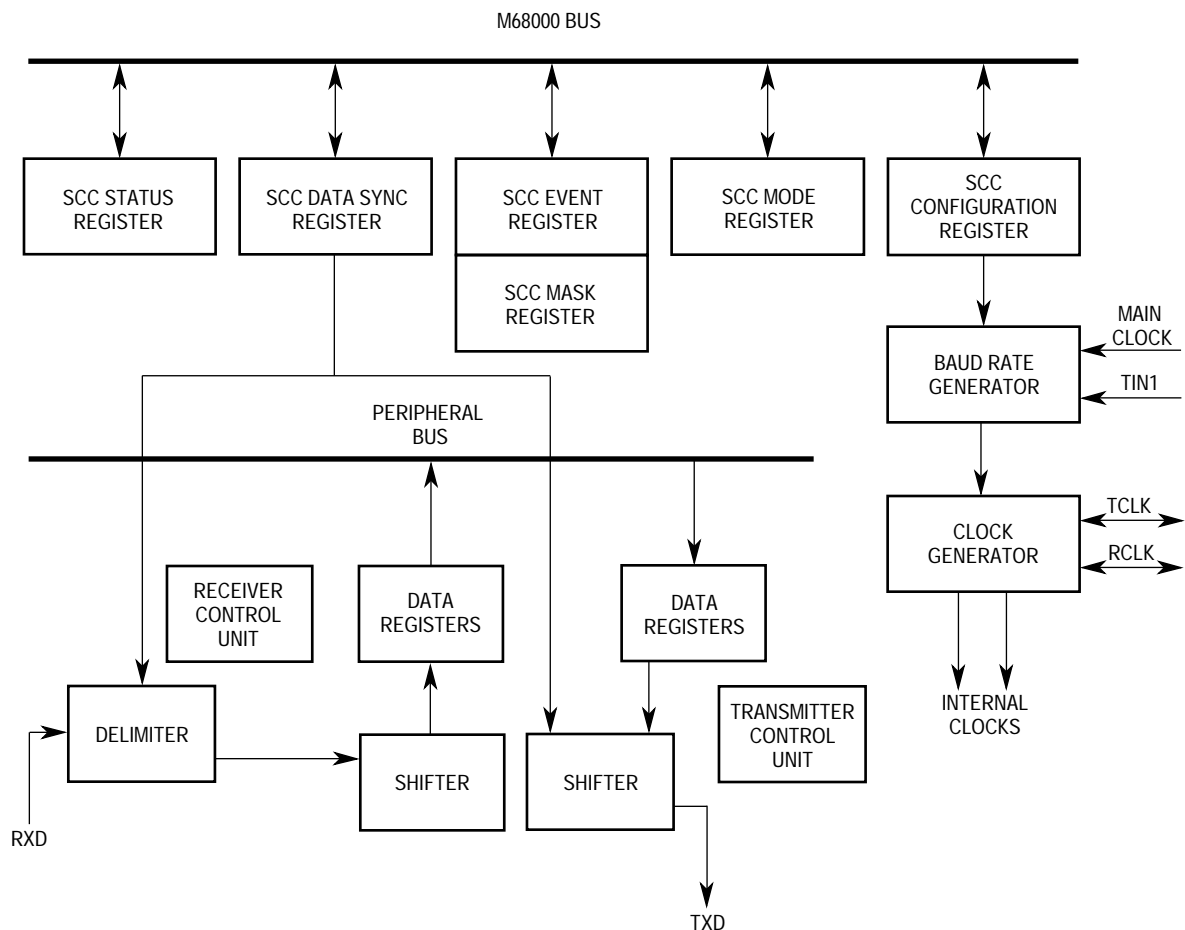 M68000 BUS
SCC STATUS
REGISTER
SCC DATA SYNC
REGISTER
SCC EVENT
REGISTER
SCC MODE
REGISTER
SCC
CONFIGURATION
REGISTER
SCC MASK
REGISTER
MAIN
CLOCK
BAUD RATE
GENERATOR
TIN1
PERIPHERAL
BUS
CLOCK
GENERATOR
TCLK
RCLK
RECEIVER
CONTROL
UNIT
DATA
REGISTERS
DATA
REGISTERS
INTERNAL
CLOCKS
DELIMITER
SHIFTER
SHIFTER
TRANSMITTER
CONTROL
UNIT
RXD
TXD